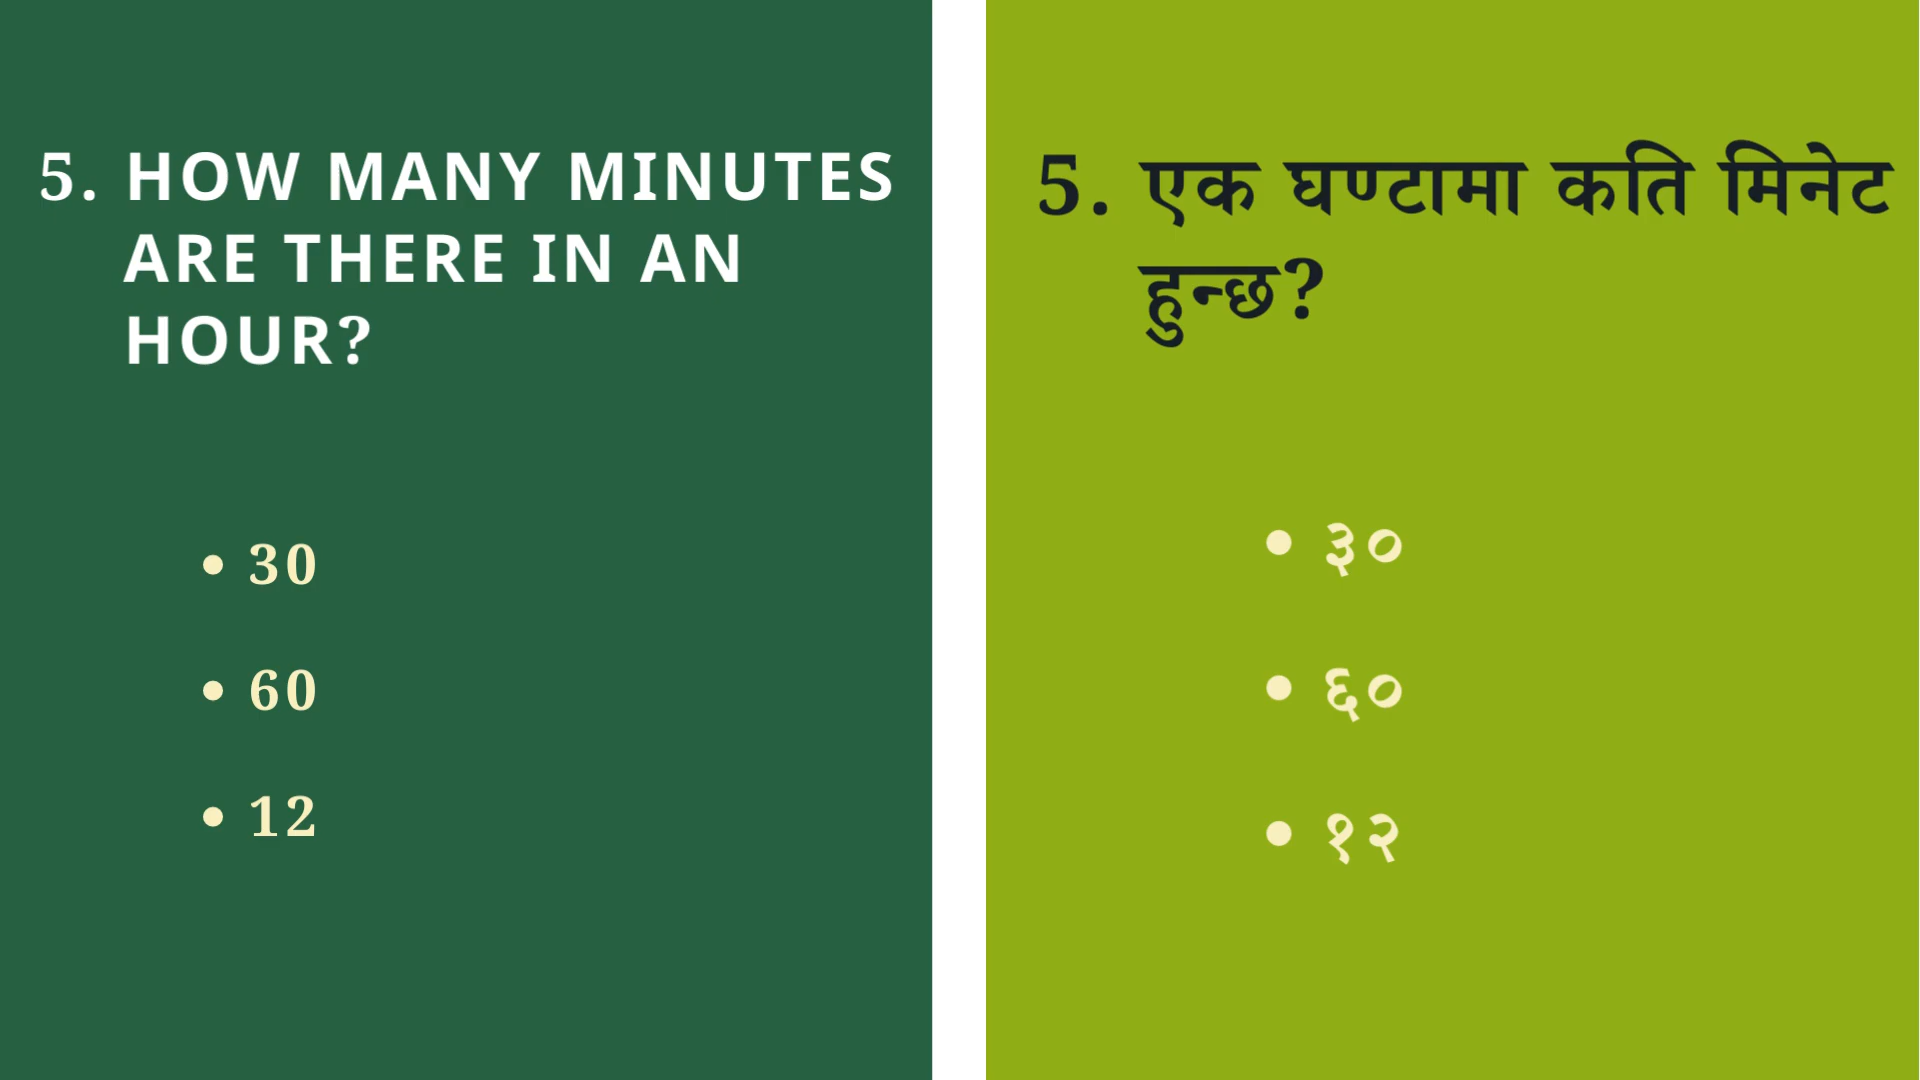 5. HOW MANY MINUTES
ARE THERE IN AN
HOUR?
• 30
• 60
• 12
5. एक घण्टामा कति मिनेट
हुन्छ?
• ३०
• ६०
• १२